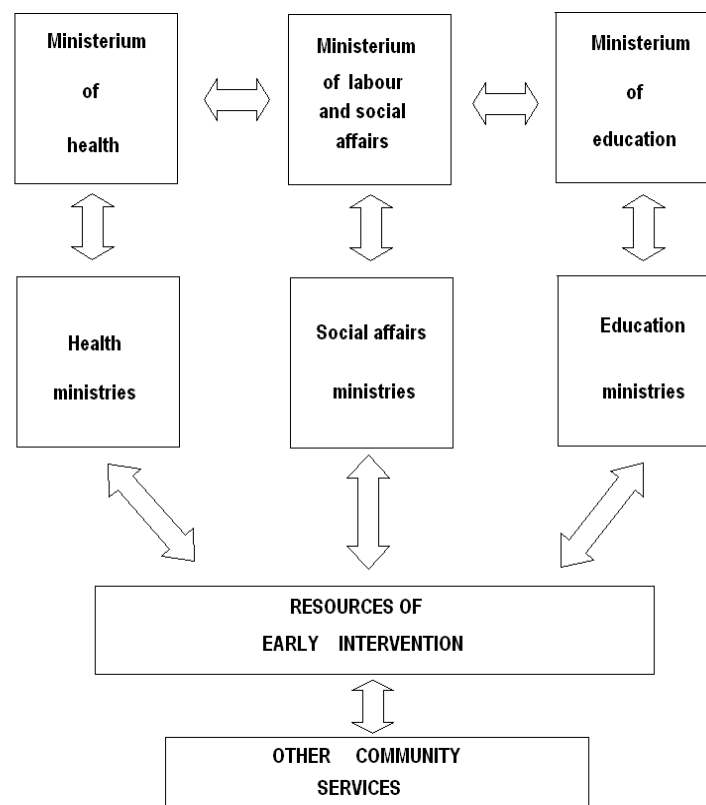 Ministerium
of
health
Ministerium
of labour
and social
affairs
Ministerium
of
education
Health
ministries
Social affairs
ministries
Education
ministries
RESOURCES OF
EARLY INTERVENTION
OTHER COMMUNITY
SERVICES